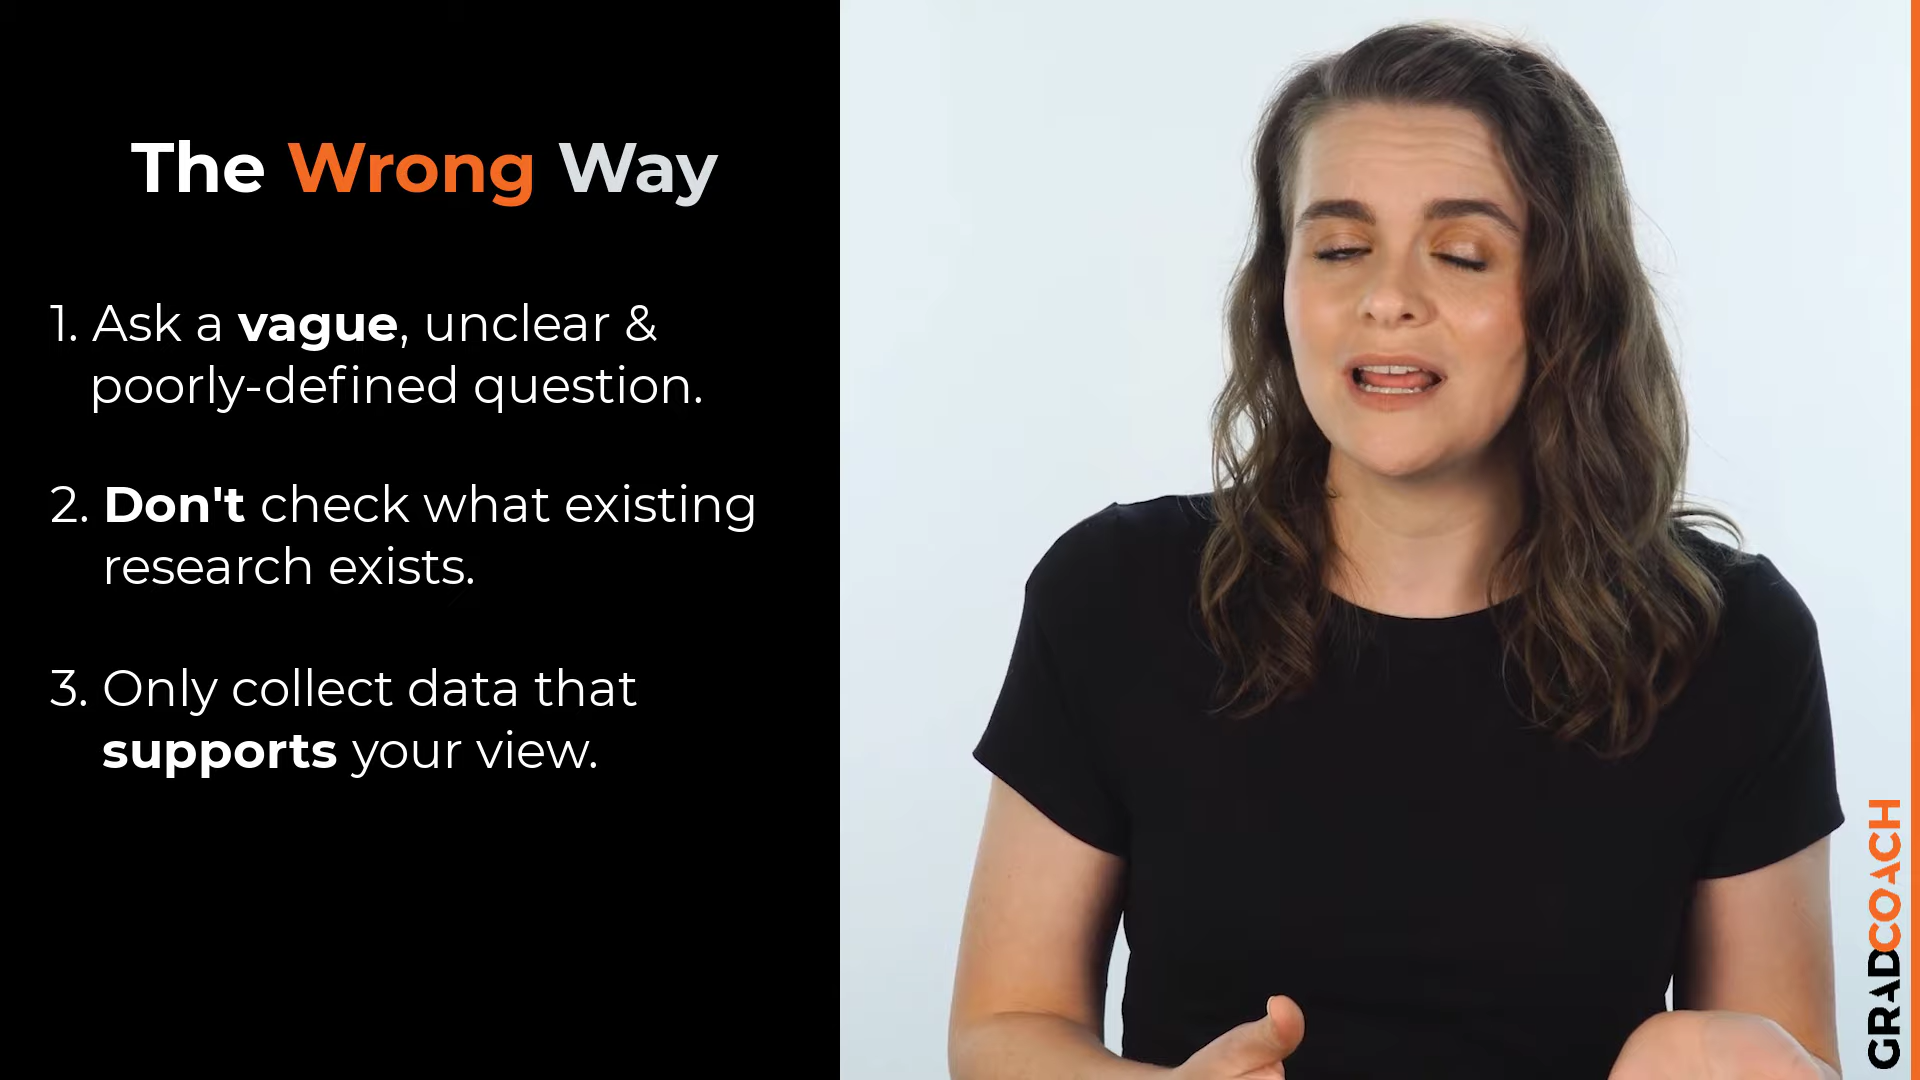 The Wrong Way
1. Ask a vague, unclear &
poorly-defined question.
2. Don't check what existing
research exists.
3. Only collect data that
supports your view.
GRADCOACH